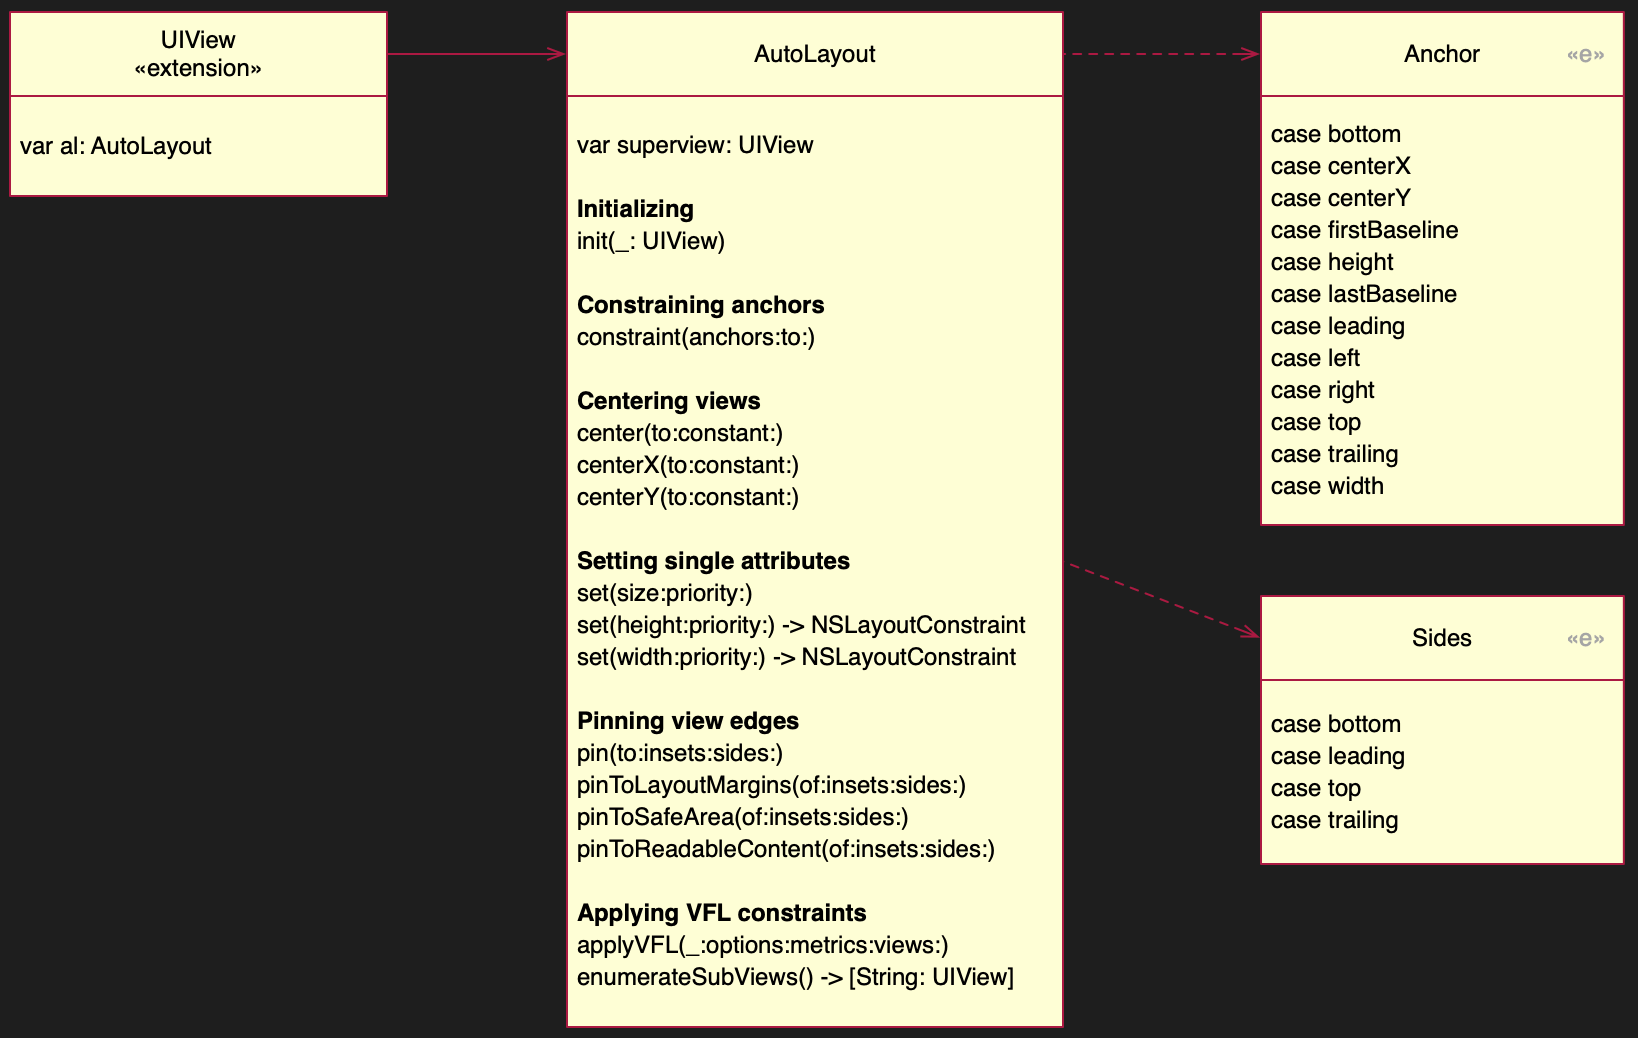 UIView
«extension»
var al: AutoLayout
AutoLayout
var superview: UIView
Initializing
init(_: UIView)
Constraining anchors
constraint(anchors:to:)
Centering views
center(to:constant:)
centerX(to:constant:)
centerY(to:constant:)
Setting single attributes
set(size:priority:)
set(height:priority:) -> NSLayoutConstraint
set(width:priority:) -> NSLayoutConstraint
Pinning view edges
pin(to:insets:sides:)
pinToLayoutMargins(of:insets:sides:)
pinToSafeArea(of:insets:sides:)
pinToReadableContent(of:insets:sides:)
Applying VFL constraints
applyVFL(_:options:metrics:views:)
enumerateSubViews() -> [String: UIView]
Anchor «e»
case bottom
case centerX
case centerY
case firstBaseline
case height
case lastBaseline
case leading
case left
case right
case top
case trailing
case width
Sides «e»
case bottom
case leading
case top
case trailing